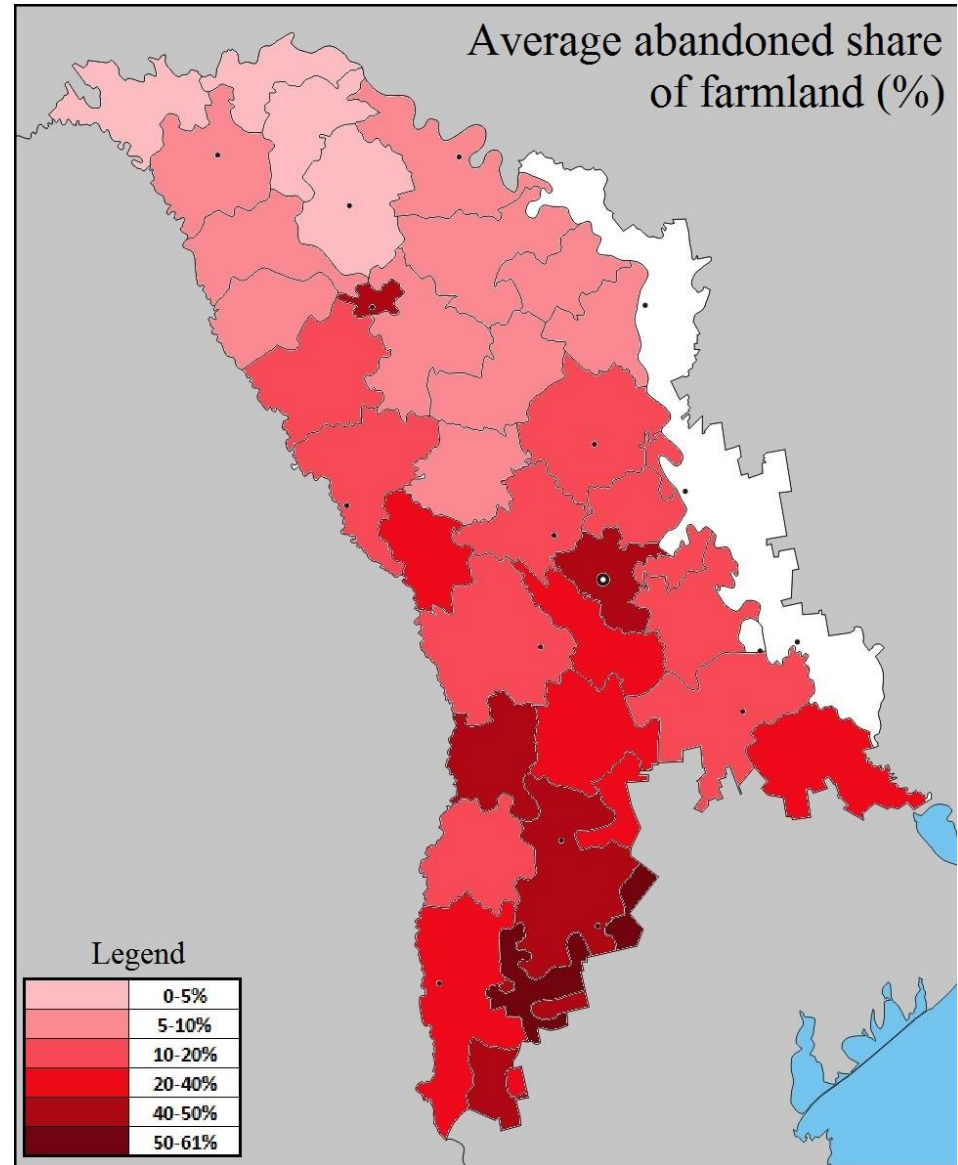 Average abandoned share
of farmland (%)
Legend
0-5%
5-10%
10-20%
20-40%
40-50%
50-61%